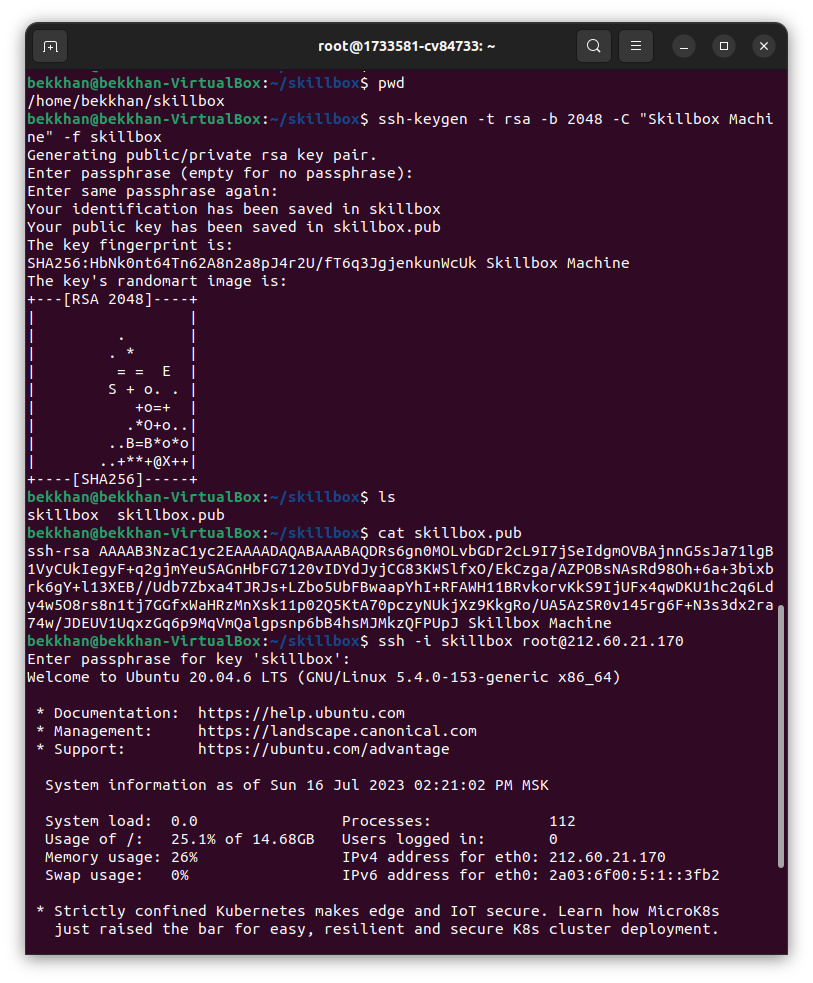 root@1733581-cv84733: ~
bekkhan@bekkhan-VirtualBox:~/skillbox$ pwd
/home/bekkhan/skillbox
bekkhan@bekkhan-VirtualBox:~/skillbox$ ssh-keygen -t rsa -b 2048 -C "Skillbox Machi
ne" -f skillbox
Generating public/private rsa key pair.
Enter passphrase (empty for no passphrase):
Enter same passphrase again:
Your identification has been saved in skillbox
Your public key has been saved in skillbox.pub
The key fingerprint is:
SHA256:HbNk0nt64Tn62A8n2a8pJ4r2U/fT6q3JgjenkunWcUk Skillbox Machine
The key's randomart image is:
+---[RSA 2048]----+
|                 |
|         .       |
|        . *      |
|         = =  E  |
|        S + o. . |
|           +o=+  |
|          .*O+o..|
|        ..B=B*o*o|
|       ..+**+@X++|
+----[SHA256]-----+
bekkhan@bekkhan-VirtualBox:~/skillbox$ ls
skillbox  skillbox.pub
bekkhan@bekkhan-VirtualBox:~/skillbox$ cat skillbox.pub
ssh-rsa AAAAB3NzaC1yc2EAAAADAQABAAABAQDRs6gn0MOLvbGDr2cL9I7jSeIdgmOVBAjnnG5sJa71lgB
1VyCUkIegyF+q2gjmYeuSAGnHbFG7120vIDYdJyjCG83KWSlfxO/EkCzga/AZPOBsNAsRd98Oh+6a+3bixb
rk6gY+l13XEB//Udb7Zbxa4TJRJs+LZbo5UbFBwaapYhI+RFAWH11BRvkorvKkS9IjUFx4qwDKU1hc2q6Ld
y4w5O8rs8n1tj7GGfxWaHRzMnXsk11p02Q5KtA70pczyNUkjXz9KkgRo/UA5AzSR0v145rg6F+N3s3dx2ra
74w/JDEUV1UqxzGq6p9MqVmQalgpsnp6bB4hsMJMkzQFPUpJ Skillbox Machine
bekkhan@bekkhan-VirtualBox:~/skillbox$ ssh -i skillbox root@212.60.21.170
Enter passphrase for key 'skillbox':
Welcome to Ubuntu 20.04.6 LTS (GNU/Linux 5.4.0-153-generic x86_64)
* Documentation:  https://help.ubuntu.com
* Management:     https://landscape.canonical.com
* Support:        https://ubuntu.com/advantage
System information as of Sun 16 Jul 2023 02:21:02 PM MSK
System load:  0.0                Processes:             112
Usage of /:   25.1% of 14.68GB   Users logged in:       0
Memory usage: 26%                IPv4 address for eth0: 212.60.21.170
Swap usage:   0%                 IPv6 address for eth0: 2a03:6f00:5:1::3fb2
* Strictly confined Kubernetes makes edge and IoT secure. Learn how MicroK8s
just raised the bar for easy, resilient and secure K8s cluster deployment.